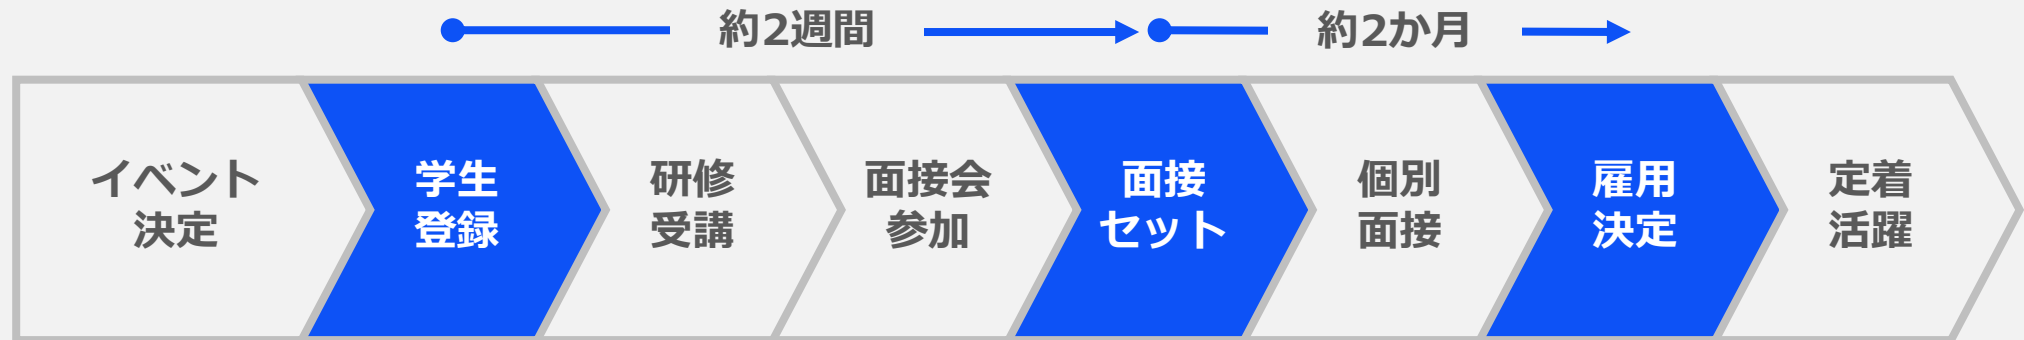 約2週間
約2か月
イベント
決定
学生
登録
研修
受講
面接会
参加
面接
セット
個別
面接
雇用
決定
定着
活躍